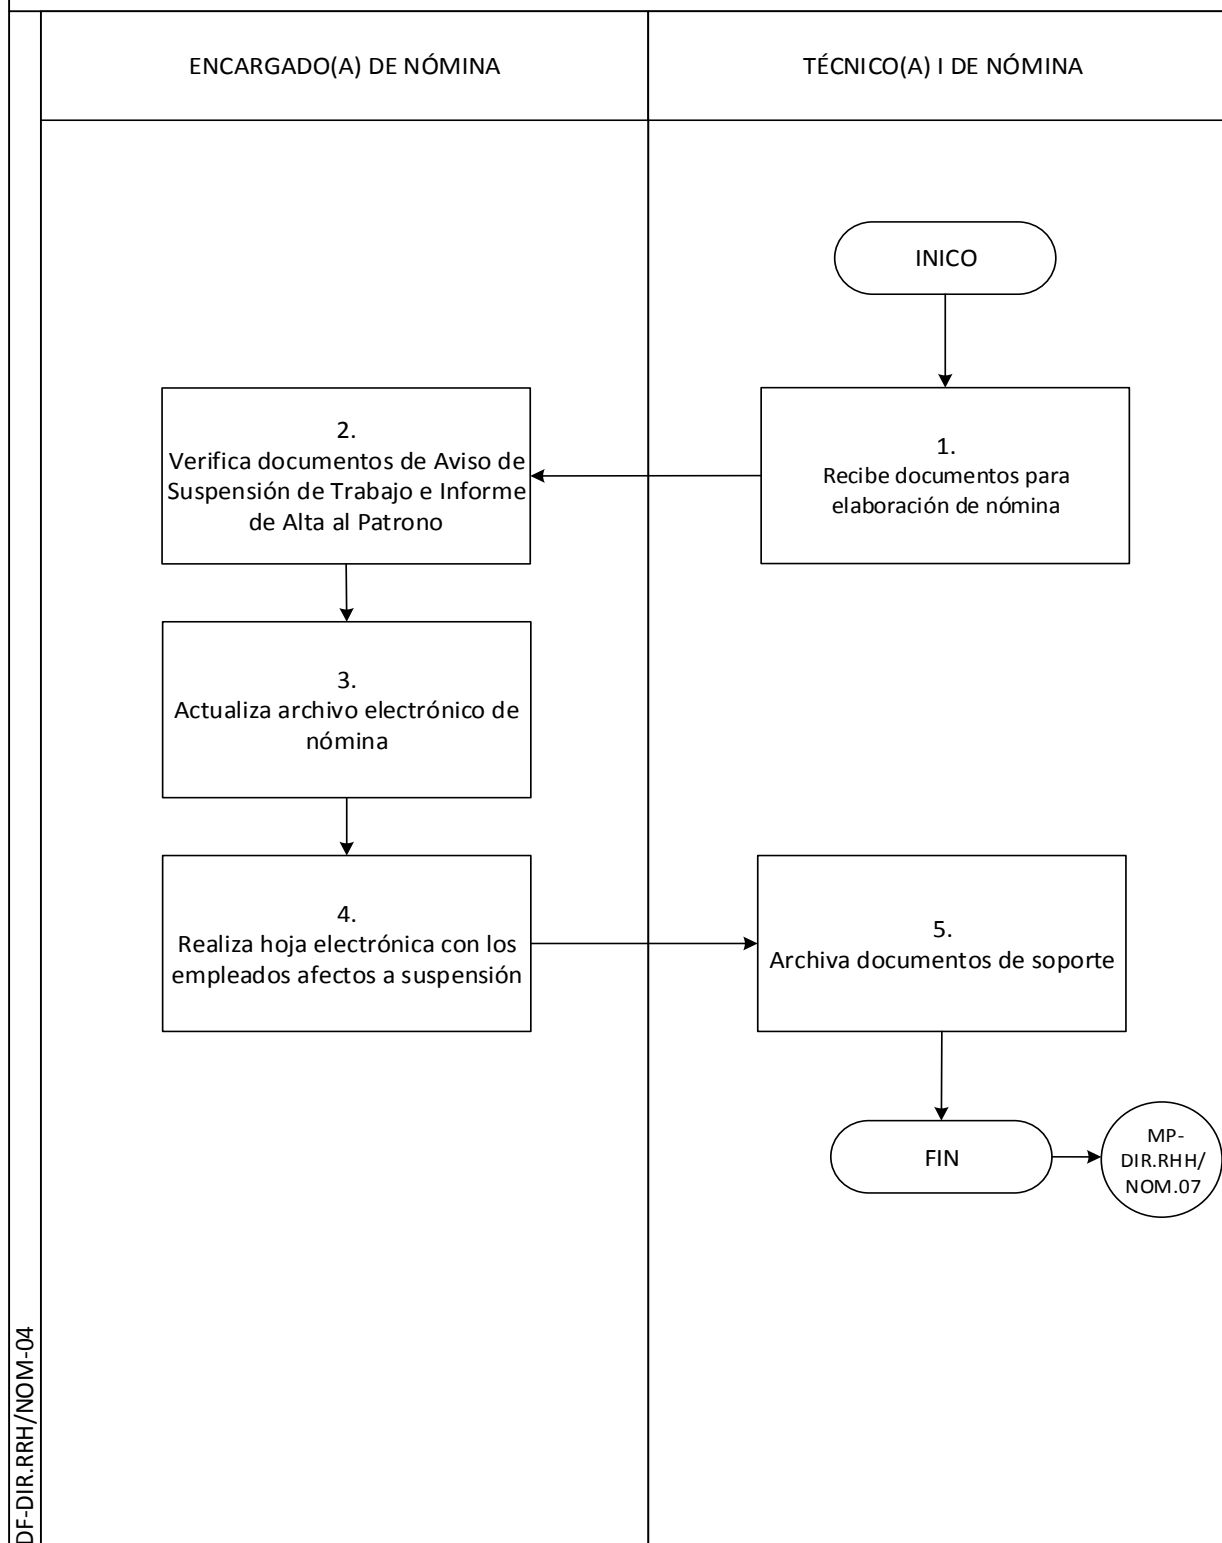 ENCARGADO(A) DE NÓMINA
TÉCNICO(A) I DE NÓMINA
INICO
1.
Recibe documentos para
elaboración de nómina
2.
Verifica documentos de Aviso de
Suspensión de Trabajo e Informe
de Alta al Patrono
3.
Actualiza archivo electrónico de
nómina
4.
Realiza hoja electrónica con los
empleados afectos a suspensión
5.
Archiva documentos de soporte
FIN
MP-
DIR.RHH/
NOM.07
DF-DIR.RRH/NOM-04